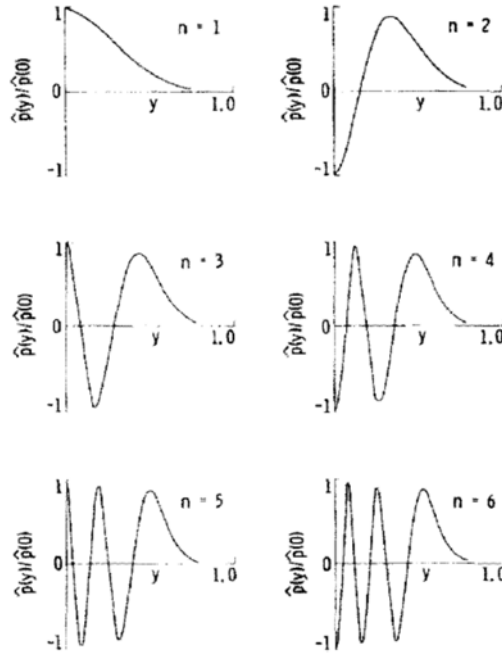 1
n = 1
p̂(y)/p̂(0)
0
y
1.0
-1
1
n = 2
p̂(y)/p̂(0)
0
y
1.0
-1
1
n = 3
p̂(y)/p̂(0)
0
y
1.0
-1
1
n = 4
p̂(y)/p̂(0)
0
y
1.0
-1
1
n = 5
p̂(y)/p̂(0)
0
y
1.0
-1
1
n = 6
p̂(y)/p̂(0)
0
y
1.0
-1